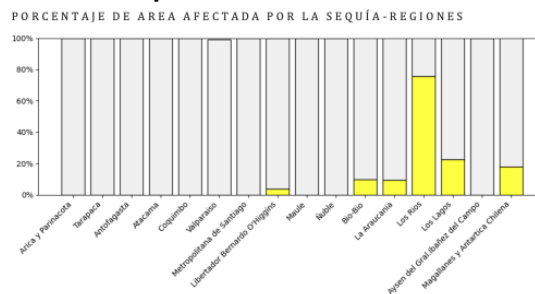 PORCENTAJE DE AREA AFECTADA POR LA SEQUÍA-REGIONES
100%
80%
60%
40%
20%
0%
Arica y Parinacota
Tarapaca
Antofagasta
Atacama
Coquimbo
Valparaiso
Metropolitana de Santiago
Libertador Bernardo O'Higgins
Maule
Ñuble
Bio-Bio
La Araucania
Los Rios
Los Lagos
Aysen del Gral.Ibañez del Campo
Magallanes y Antartica Chilena